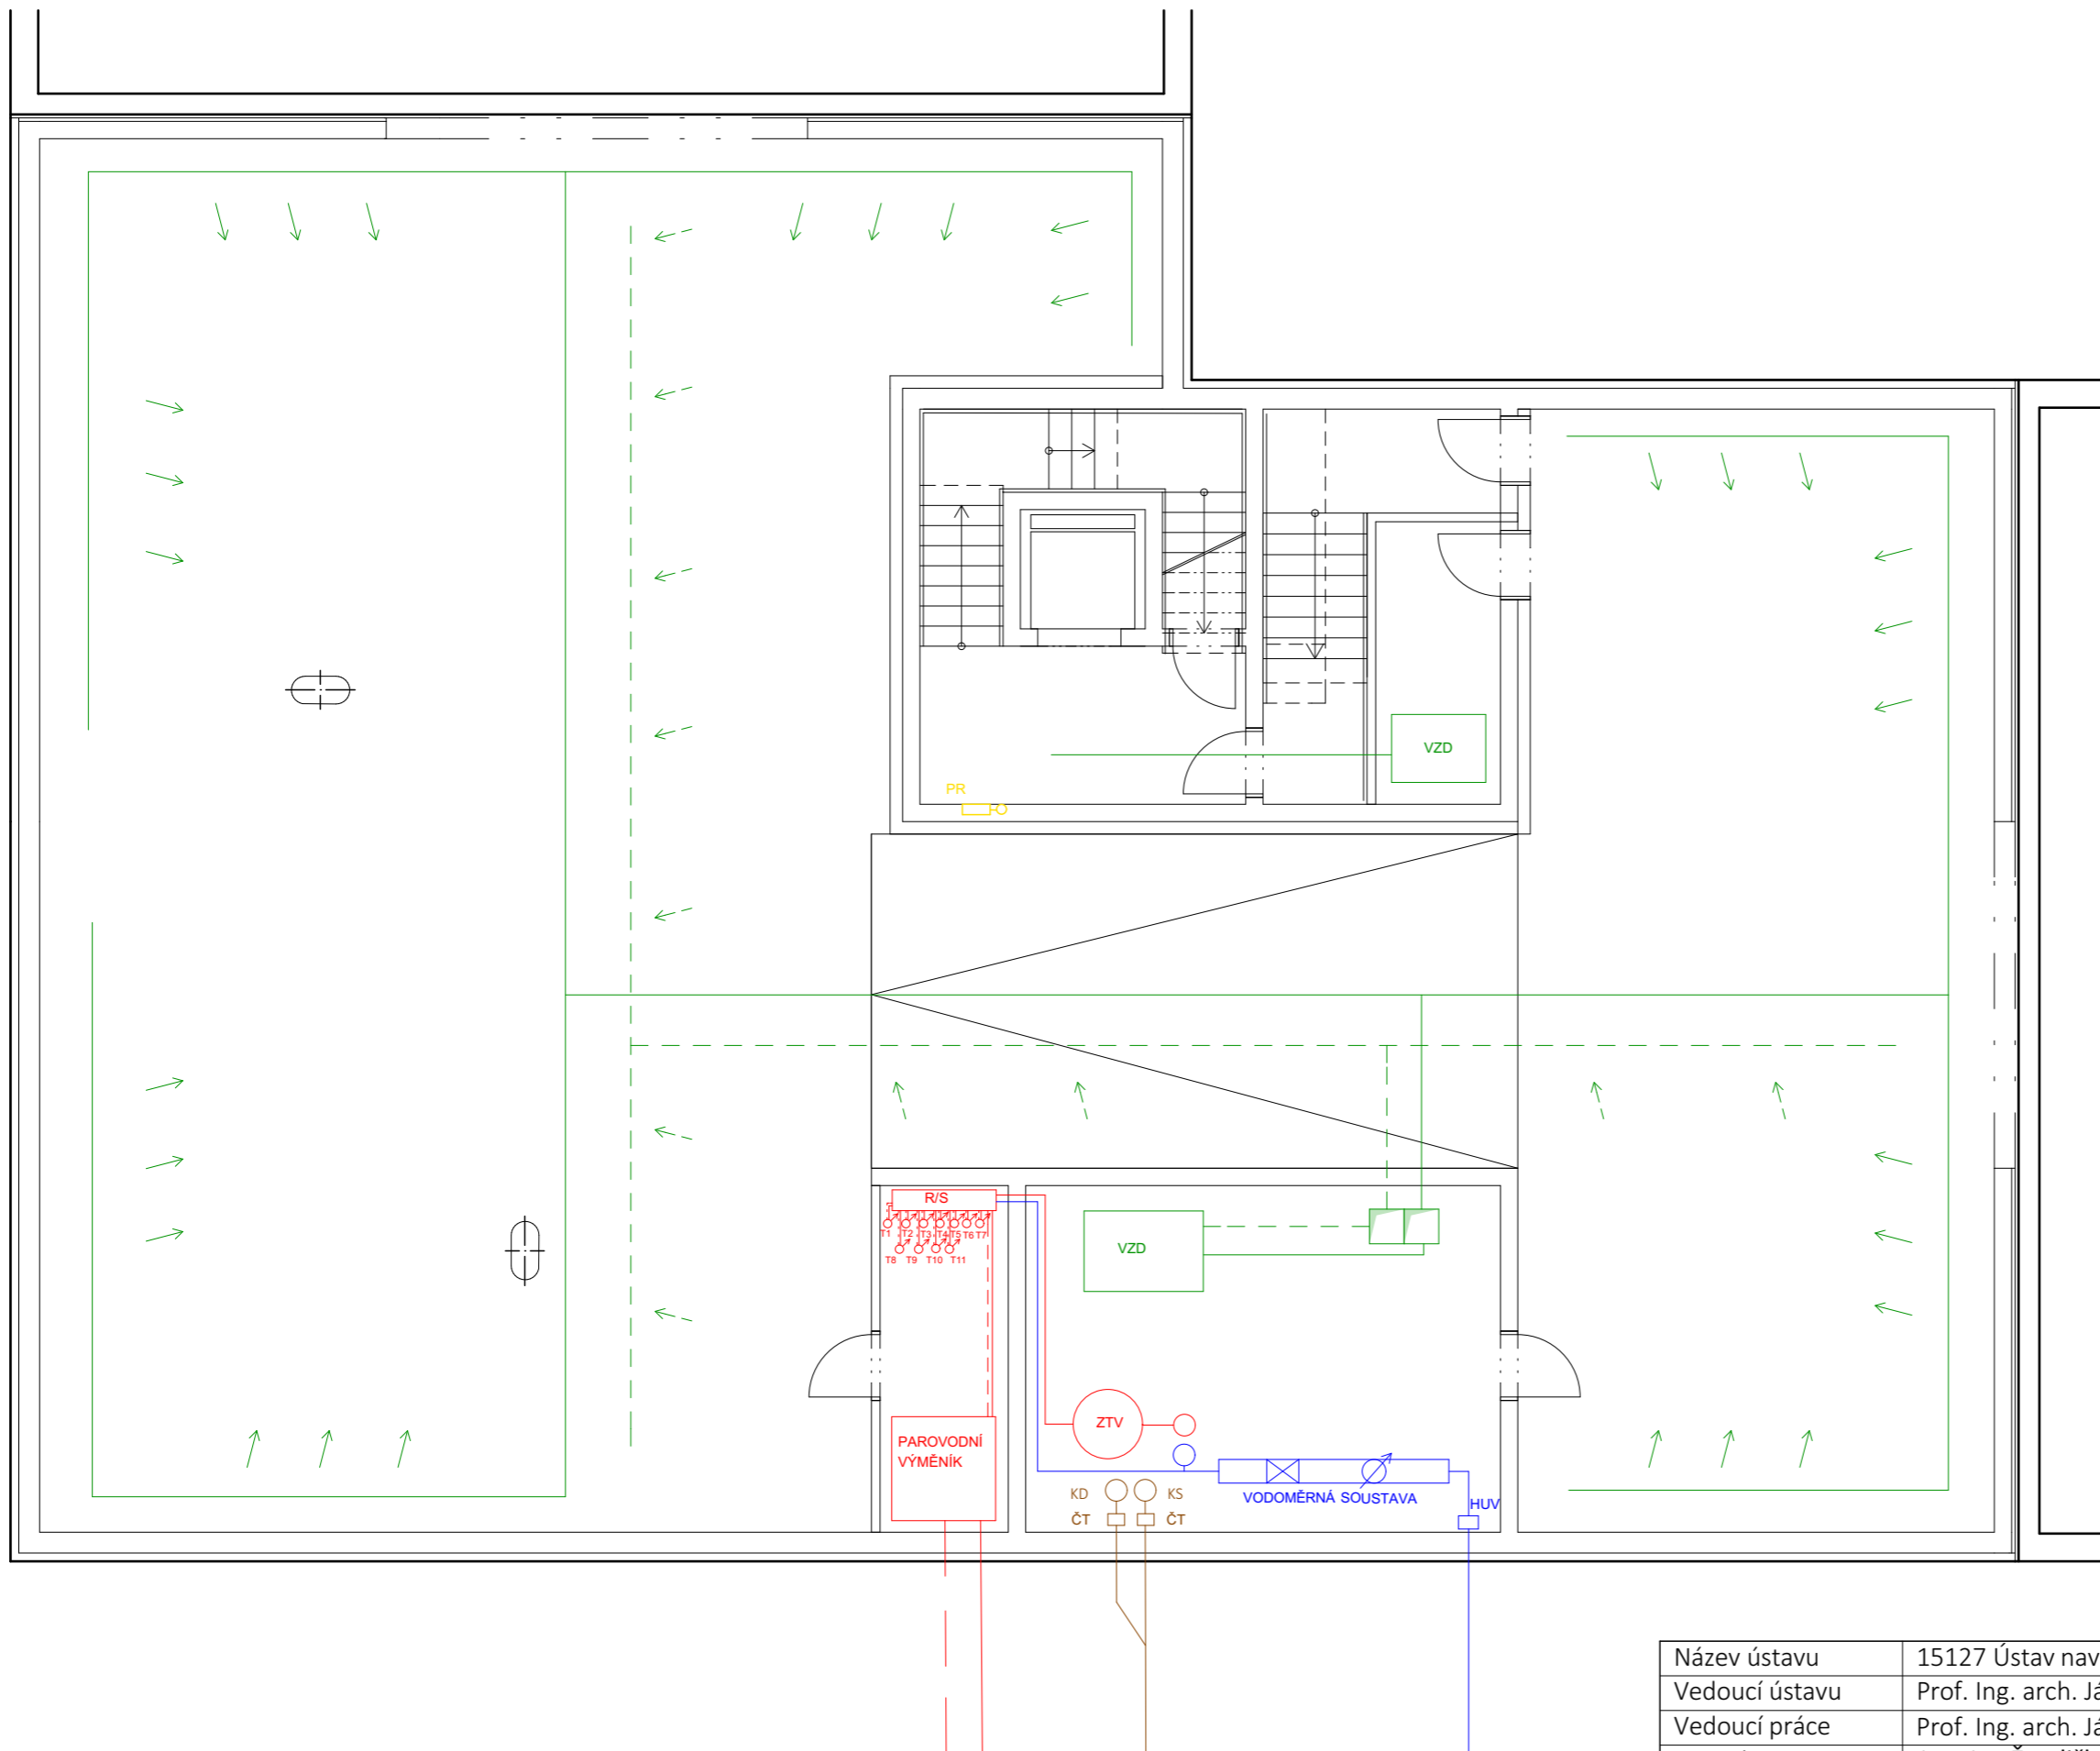 VZD
PR
R/S
T1 T2 T3 T4 T5 T6 T7
T8 T9 T10 T11
VZD
ZTV
PAROVODNÍ
VÝMĚNÍK
KD KS
ČT ČT
VODOMĚRNÁ SOUSTAVA
HUV
Název ústavu 15127 Ústav nav
Vedoucí ústavu Prof. Ing. arch. Já
Vedoucí práce Prof. Ing. arch. Já